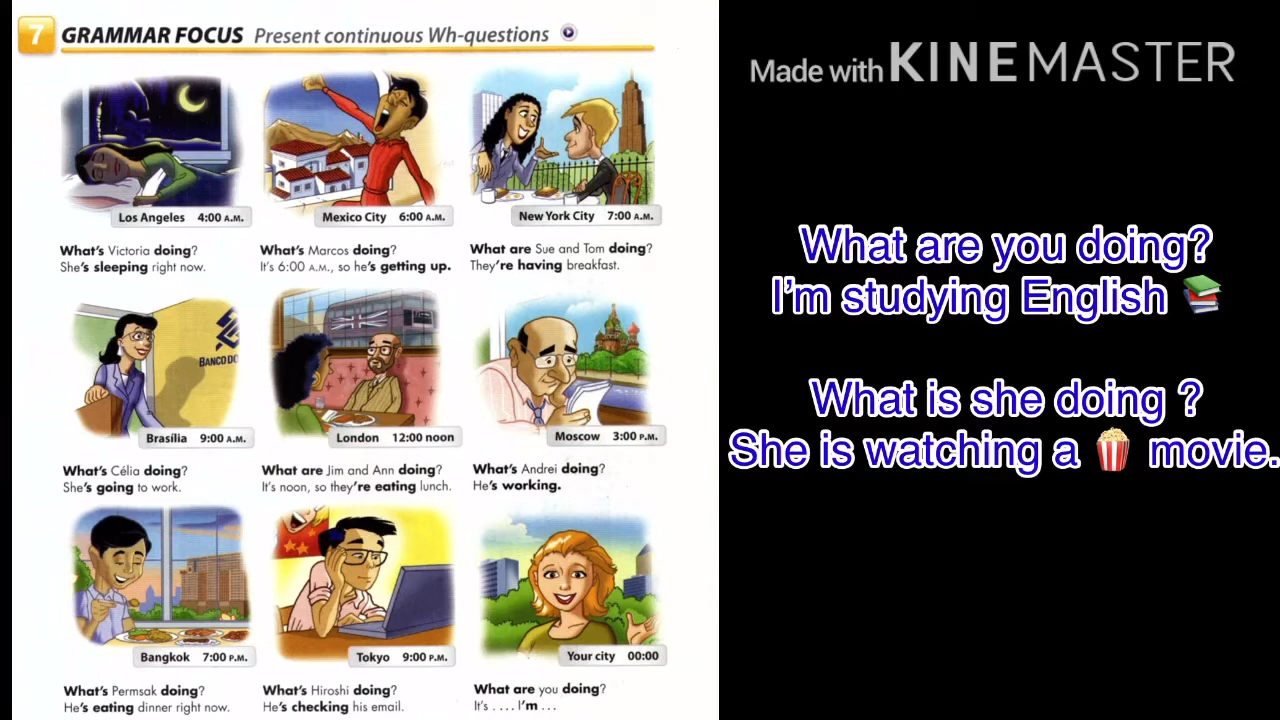 7 GRAMMAR FOCUS Present continuous Wh-questions
Los Angeles 4:00 A.M.
What's Victoria doing?
She's sleeping right now.
Mexico City 6:00 A.M.
What's Marcos doing?
It's 6:00 A.M., so he's getting up.
New York City 7:00 A.M.
What are Sue and Tom doing?
They're having breakfast.
BANCO DO
Brasília 9:00 A.M.
What's Célia doing?
She's going to work.
London 12:00 noon
What are Jim and Ann doing?
It's noon, so they're eating lunch.
Moscow 3:00 P.M.
What's Andrei doing?
He's working.
Bangkok 7:00 P.M.
What's Permsak doing?
He's eating dinner right now.
Tokyo 9:00 P.M.
What's Hiroshi doing?
He's checking his email.
Your city 00:00
What are you doing?
It's . . . . I'm . . .
Made with KINEMASTER
What are you doing?
I'm studying English 📚
What is she doing ?
She is watching a 🍿 movie.